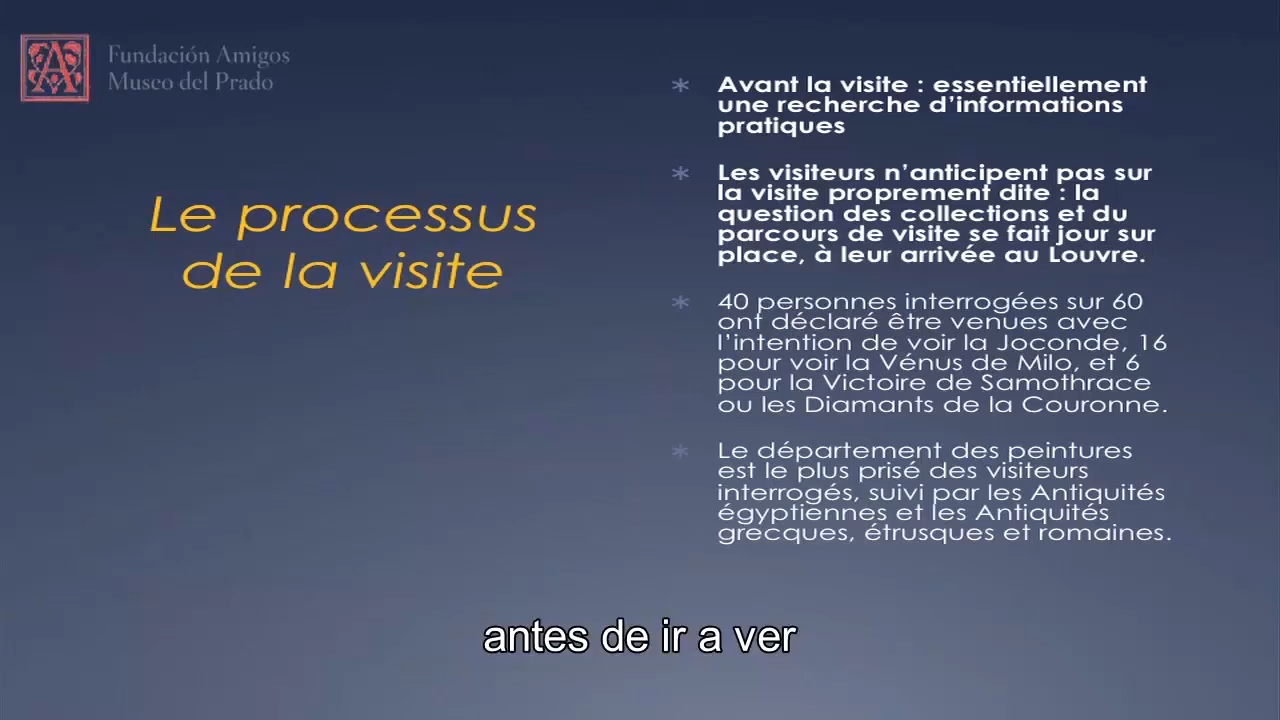 Fundación Amigos
Museo del Prado
Le processus
de la visite
* Avant la visite : essentiellement
une recherche d’informations
pratiques
* Les visiteurs n’anticipent pas sur
la visite proprement dite : la
question des collections et du
parcours de visite se fait jour sur
place, à leur arrivée au Louvre.
* 40 personnes interrogées sur 60
ont déclaré être venues avec
l’intention de voir la Joconde, 16
pour voir la Vénus de Milo, et 6
pour la Victoire de Samothrace
ou les Diamants de la Couronne.
* Le département des peintures
est le plus prisé des visiteurs
interrogés, suivi par les Antiquités
égyptiennes et les Antiquités
grecques, étrusques et romaines.
antes de ir a ver